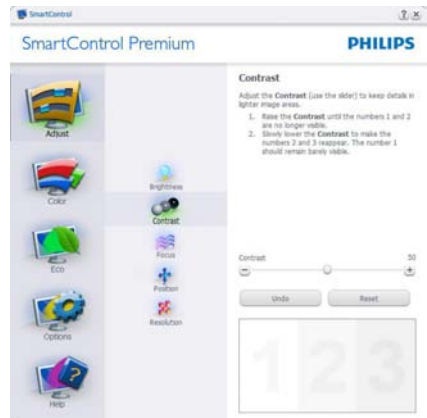 SmartControl
SmartControl Premium
PHILIPS
Adjust
Color
Eco
Options
Help
Brightness
Contrast
Focus
Position
Resolution
Contrast
Adjust the Contrast (use the slider) to keep details in
lighter image areas.
1. Raise the Contrast until the numbers 1 and 2
are no longer visible.
2. Slowly lower the Contrast to make the
numbers 2 and 3 reappear. The number 1
should remain barely visible.
Contrast
50
Undo
Reset
1 2 3